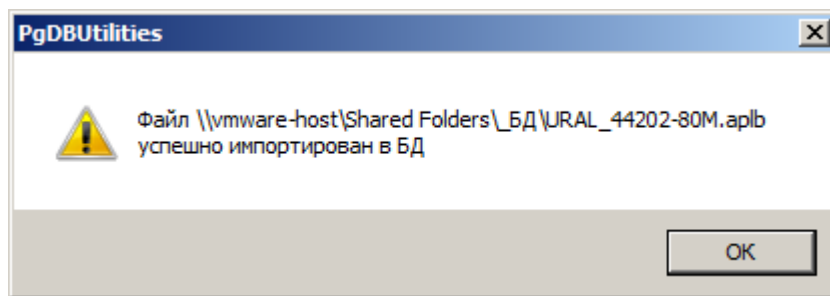 PgDBUtilities
Файл \\vmware-host\Shared Folders\_БД\URAL_44202-80M.aplb
успешно импортирован в БД
OK